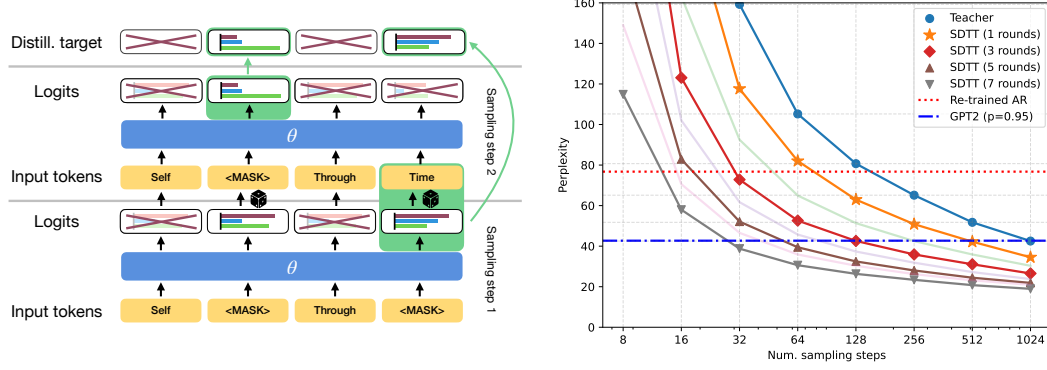 Distill. target
Logits
θ
Input tokens
Self
<MASK>
Through
Time
Sampling step 2
Logits
θ
Input tokens
Self
<MASK>
Through
<MASK>
Sampling step 1
160
140
120
100
80
60
40
20
0
Perplexity
8
16
32
64
128
256
512
1024
Num. sampling steps
Teacher
SDTT (1 rounds)
SDTT (3 rounds)
SDTT (5 rounds)
SDTT (7 rounds)
Re-trained AR
GPT2 (p=0.95)